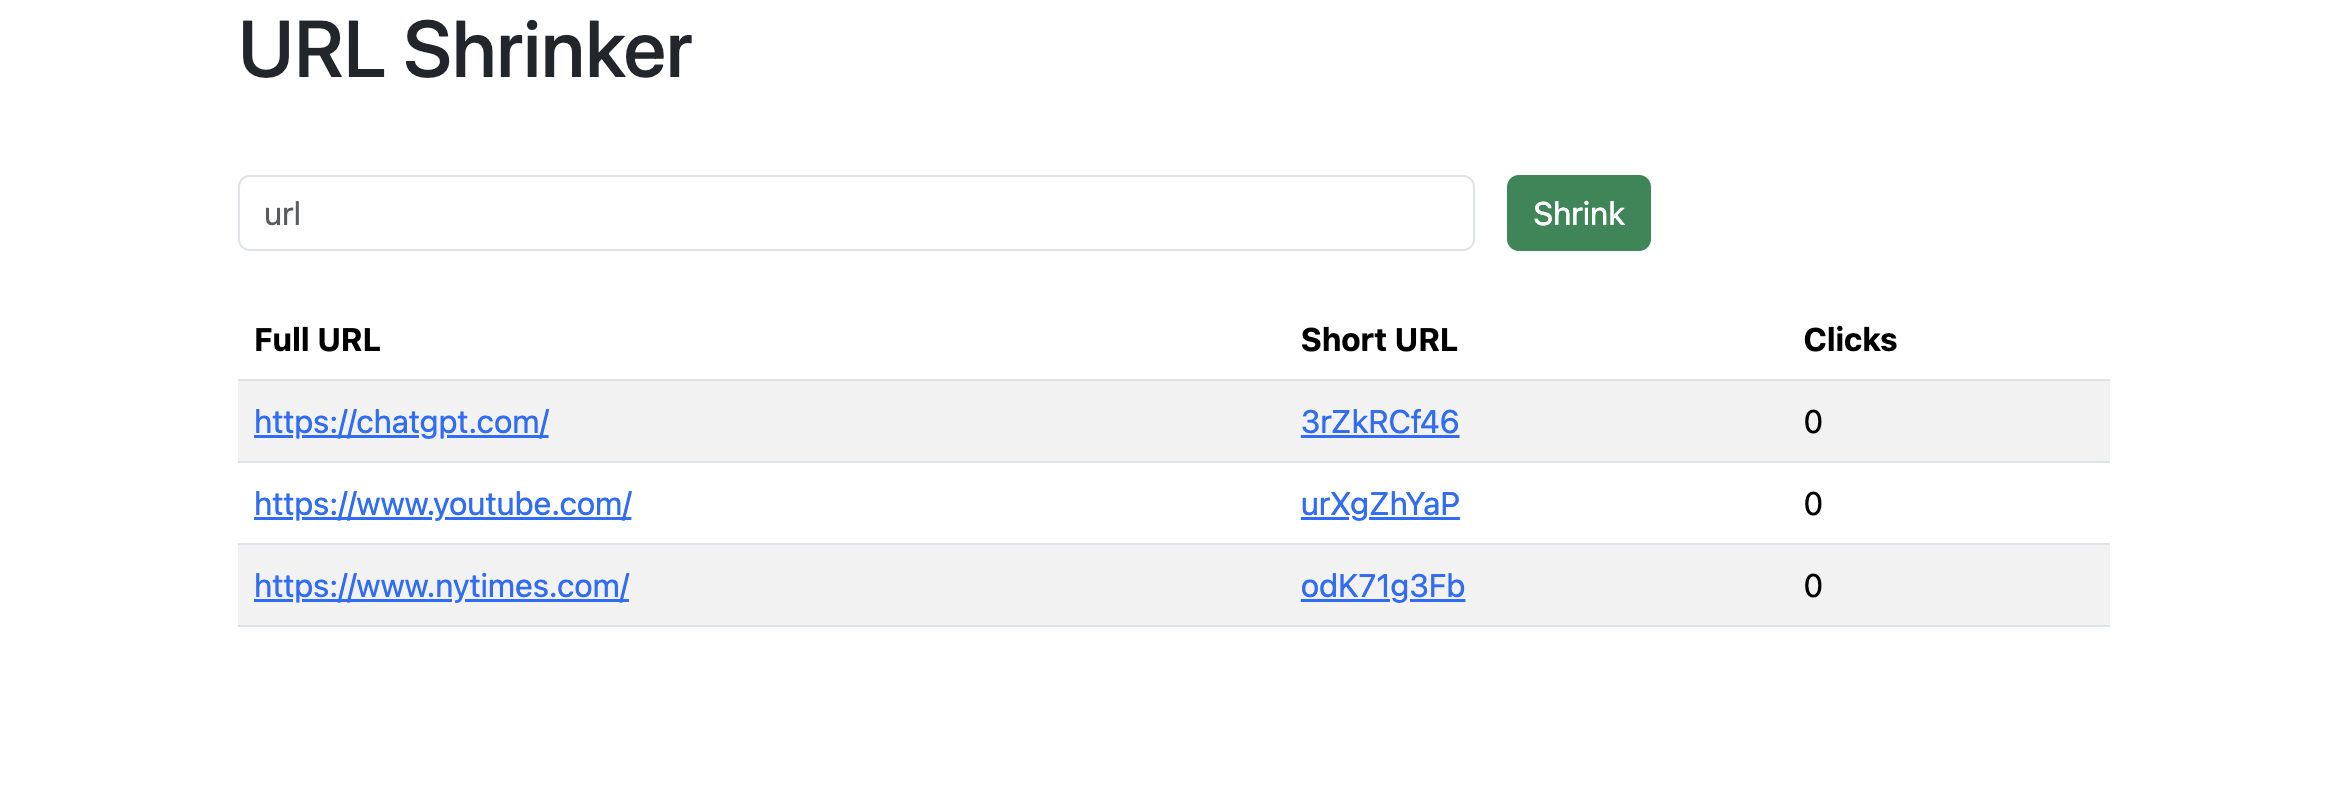 URL Shrinker
url Shrink
Full URL Short URL Clicks
https://chatgpt.com/ 3rZkRCf46 0
https://www.youtube.com/ urXgZhYaP 0
https://www.nytimes.com/ odK71g3Fb 0